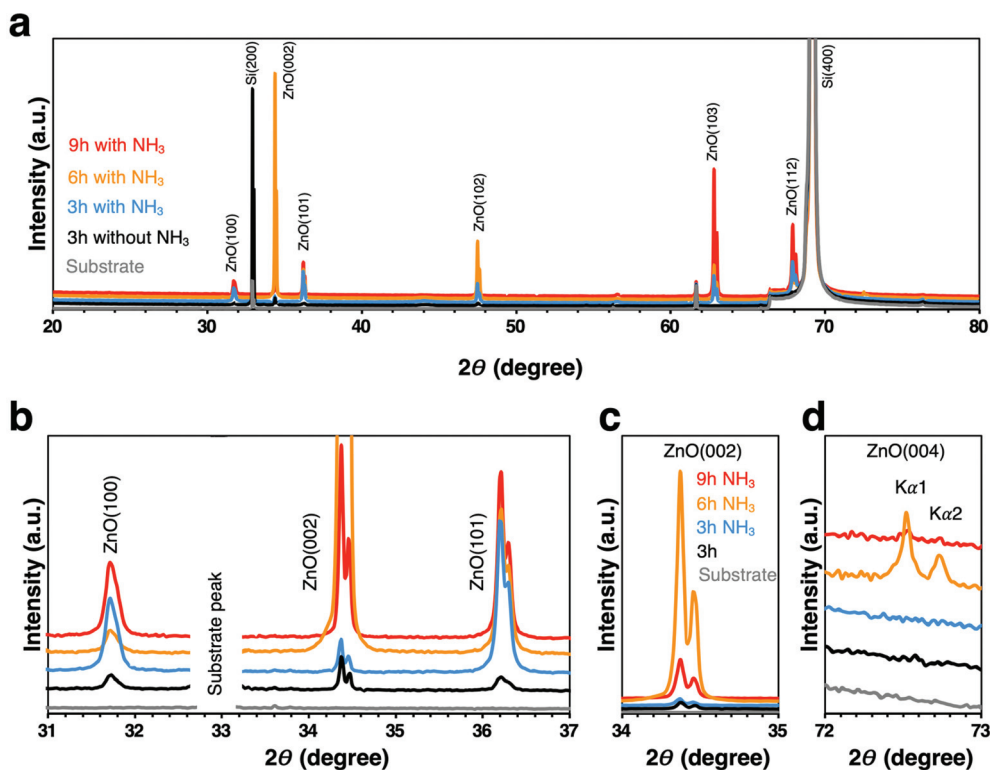 a
Intensity (a.u.)
9h with NH₃
6h with NH₃
3h with NH₃
3h without NH₃
Substrate
ZnO(100)
Si(200)
ZnO(002)
ZnO(101)
ZnO(102)
ZnO(103)
ZnO(112)
Si(400)
20 30 40 50 60 70 80
2θ (degree)
b
Intensity (a.u.)
ZnO(100)
Substrate peak
ZnO(002)
ZnO(101)
31 32 33 34 35 36 37
2θ (degree)
c
Intensity (a.u.)
ZnO(002)
9h NH₃
6h NH₃
3h NH₃
3h
Substrate
34 35
2θ (degree)
d
Intensity (a.u.)
ZnO(004)
Kα1
Kα2
72 73
2θ (degree)